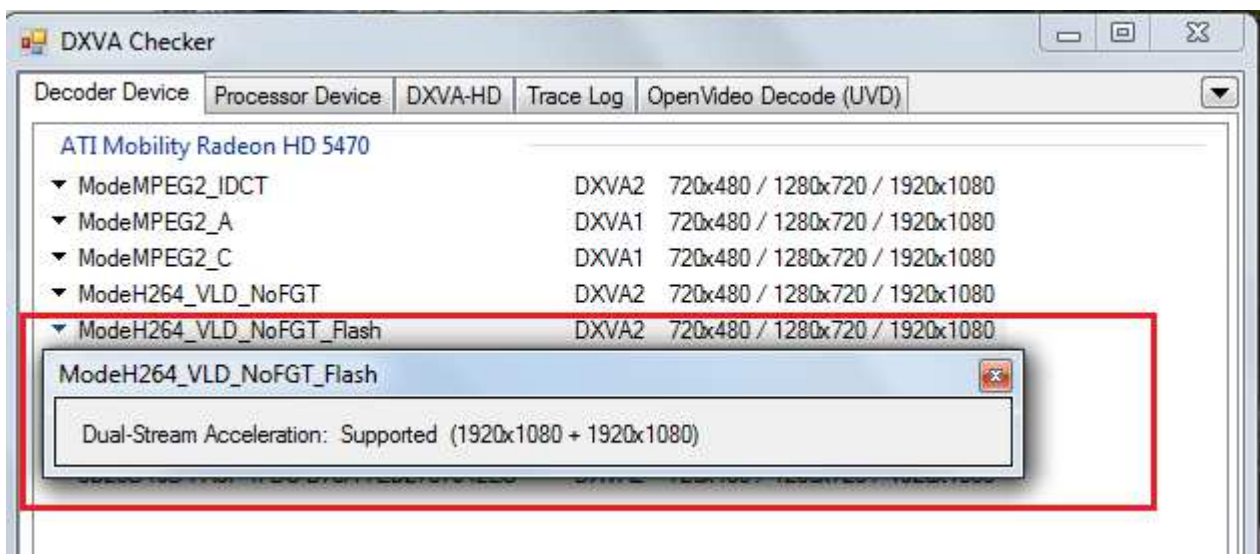 DXVA Checker
Decoder Device Processor Device DXVA-HD Trace Log OpenVideo Decode (UVD)
ATI Mobility Radeon HD 5470
ModeMPEG2_IDCT DXVA2 720x480 / 1280x720 / 1920x1080
ModeMPEG2_A DXVA1 720x480 / 1280x720 / 1920x1080
ModeMPEG2_C DXVA1 720x480 / 1280x720 / 1920x1080
ModeH264_VLD_NoFGT DXVA2 720x480 / 1280x720 / 1920x1080
ModeH264_VLD_NoFGT_Flash DXVA2 720x480 / 1280x720 / 1920x1080
ModeH264_VLD_NoFGT_Flash
Dual-Stream Acceleration: Supported (1920x1080 + 1920x1080)